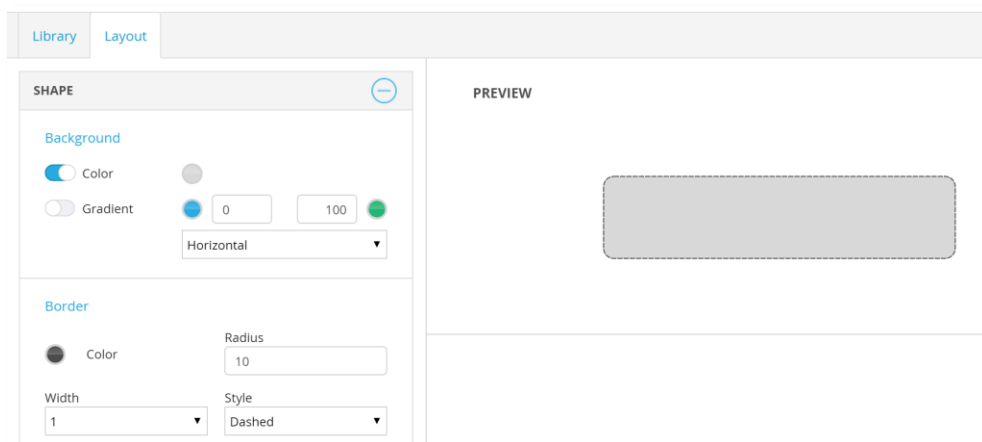 Library Layout
SHAPE
PREVIEW
Background
Color
Gradient 0 100
Horizontal
Border
Radius
Color
10
Width Style
1 Dashed